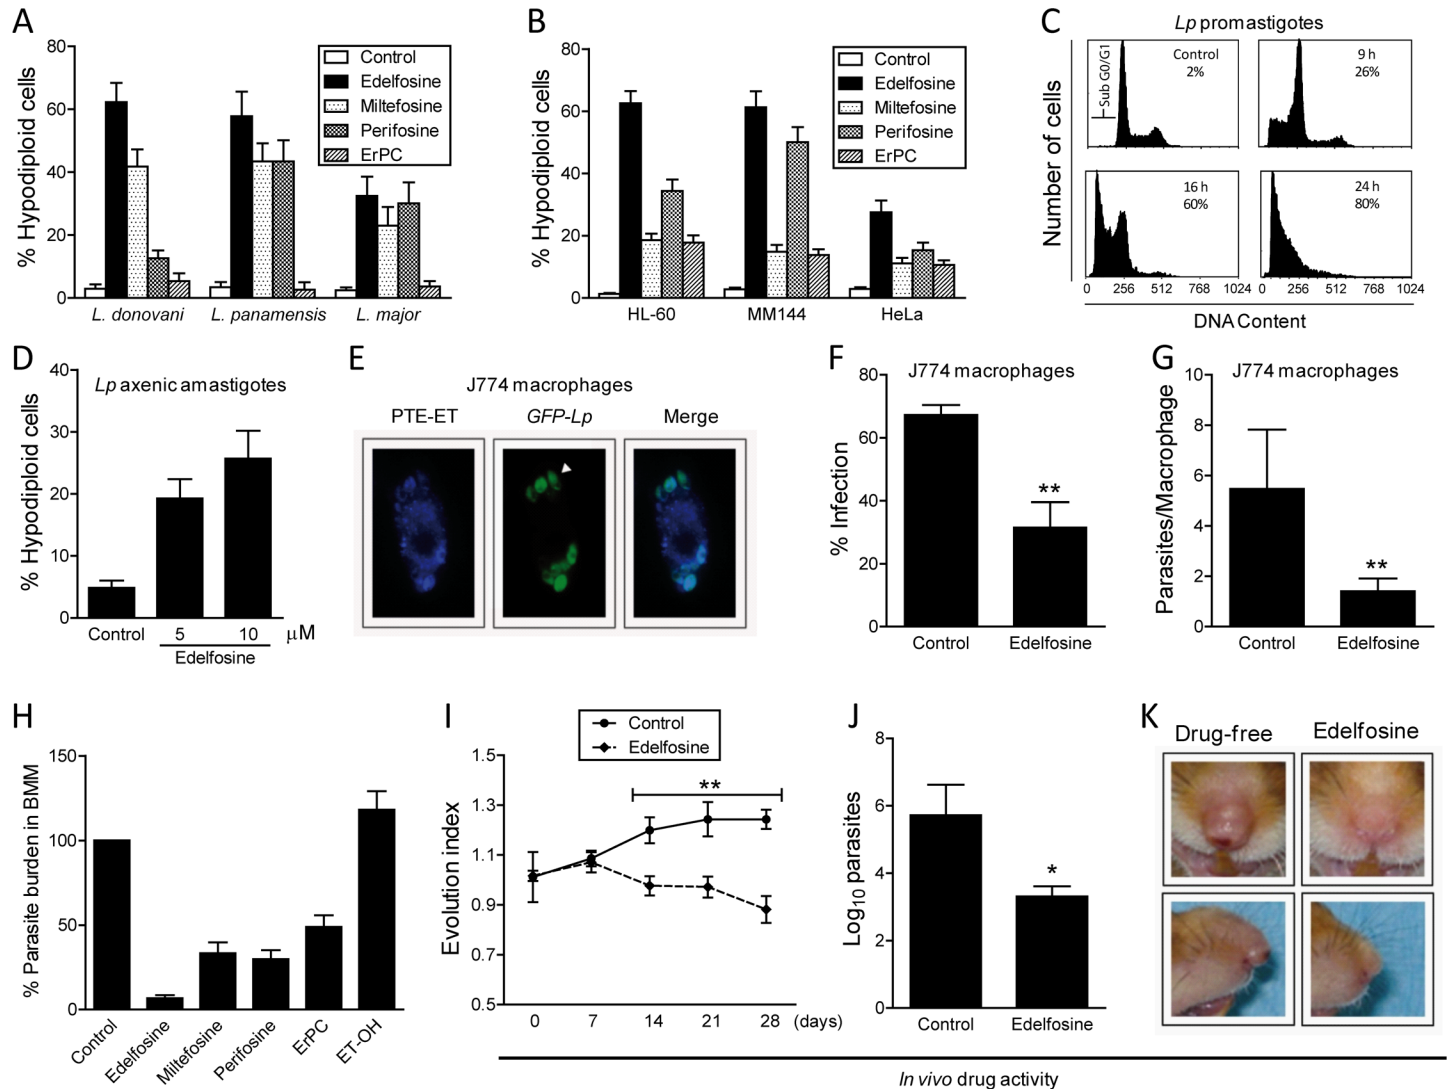 A
80
60
40
20
0
% Hypodiploid cells
Control
Edelfosine
Miltefosine
Perifosine
ErPC
L. donovani
L. panamensis
L. major
B
80
60
40
20
0
% Hypodiploid cells
Control
Edelfosine
Miltefosine
Perifosine
ErPC
HL-60
MM144
HeLa
C
Lp promastigotes
Number of cells
Sub G0/G1
Control
2%
9 h
26%
16 h
60%
24 h
80%
0 256 512 768 1024
0 256 512 768 1024
DNA Content
D
Lp axenic amastigotes
40
30
20
10
0
% Hypodiploid cells
Control
5
10
μM
Edelfosine
E
J774 macrophages
PTE-ET
GFP-Lp
Merge
F
J774 macrophages
80
60
40
20
0
% Infection
**
Control
Edelfosine
G
J774 macrophages
10
8
6
4
2
0
Parasites/Macrophage
**
Control
Edelfosine
H
150
100
50
0
% Parasite burden in BMM
Control
Edelfosine
Miltefosine
Perifosine
ErPC
ET-OH
I
Control
Edelfosine
1.5
1.3
1.1
0.9
0.7
0.5
Evolution index
**
0 7 14 21 28 (days)
J
8
6
4
2
0
Log10 parasites
*
Control
Edelfosine
K
Drug-free
Edelfosine
In vivo drug activity